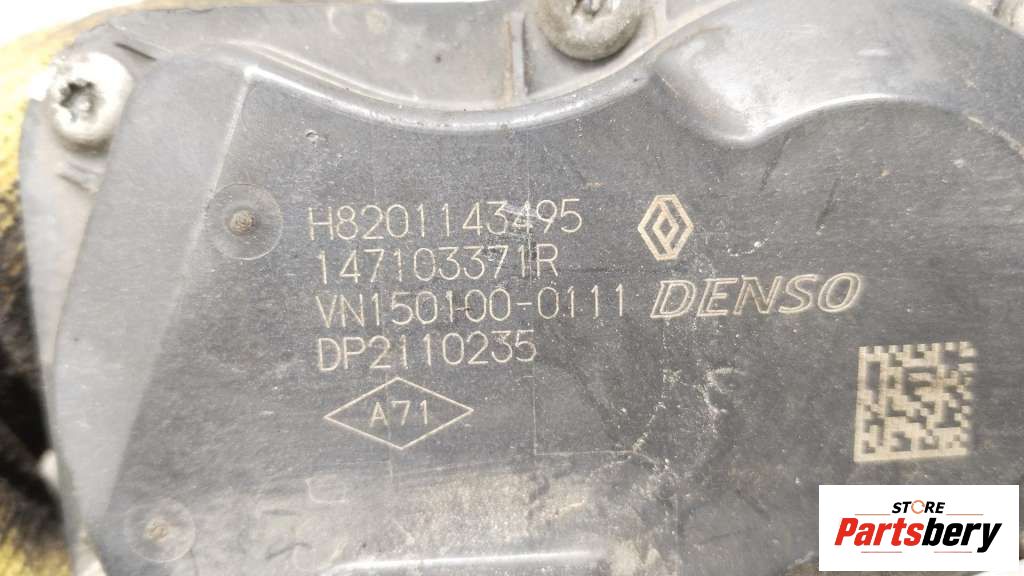 H8201143495
147103371R
VN150100-0111 DENSO
DP2110235
A71
STORE
Partsbery